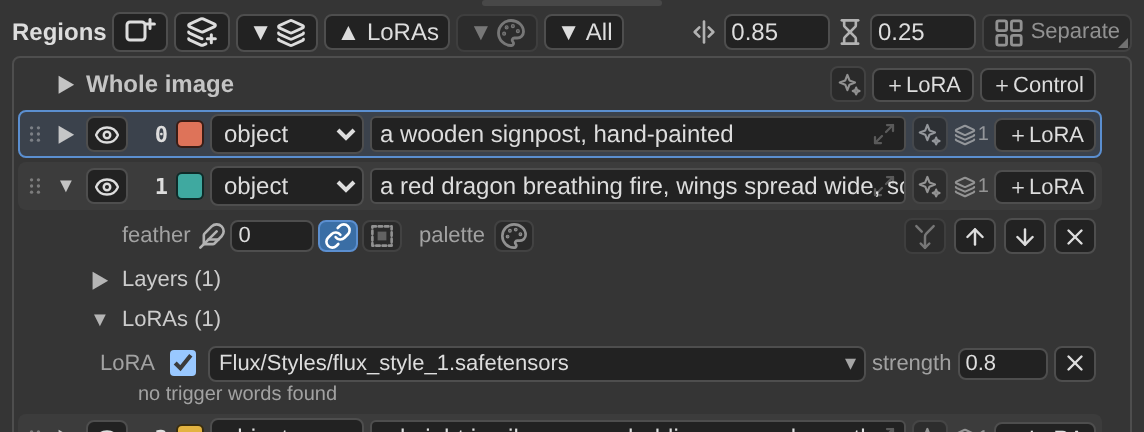 Regions ▼ ▲ LoRAs ▼ ▼ All 0.85 0.25 Separate
▶ Whole image +LoRA +Control
▶ 0 object a wooden signpost, hand-painted 1 +LoRA
▼ 1 object a red dragon breathing fire, wings spread wide, sc 1 +LoRA
feather 0 palette
▶ Layers (1)
▼ LoRAs (1)
LoRA Flux/Styles/flux_style_1.safetensors ▼ strength 0.8
no trigger words found